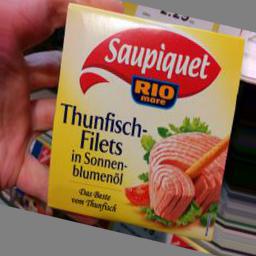 Saupiquet
RIO
mare
Thunfisch-
Filets
in Sonnen-
blumenöl
Das Beste
vom Thunfisch